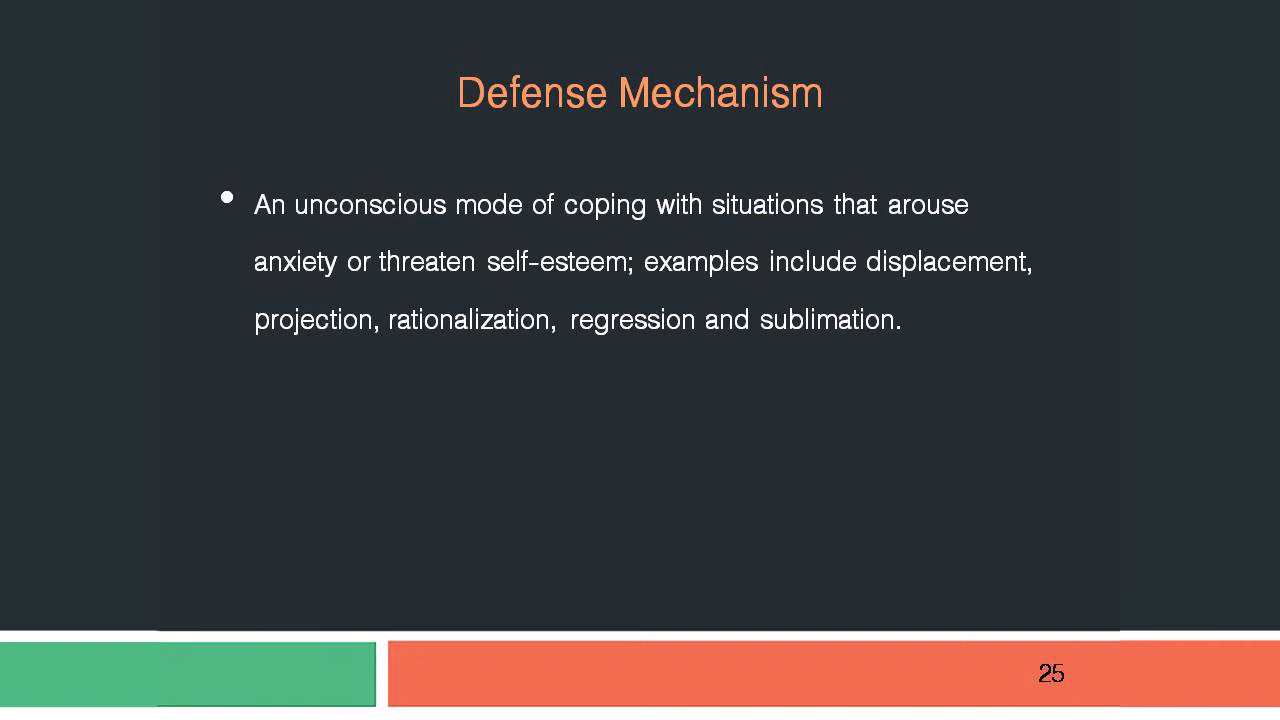 Defense Mechanism
• An unconscious mode of coping with situations that arouse
anxiety or threaten self-esteem; examples include displacement,
projection, rationalization, regression and sublimation.
25